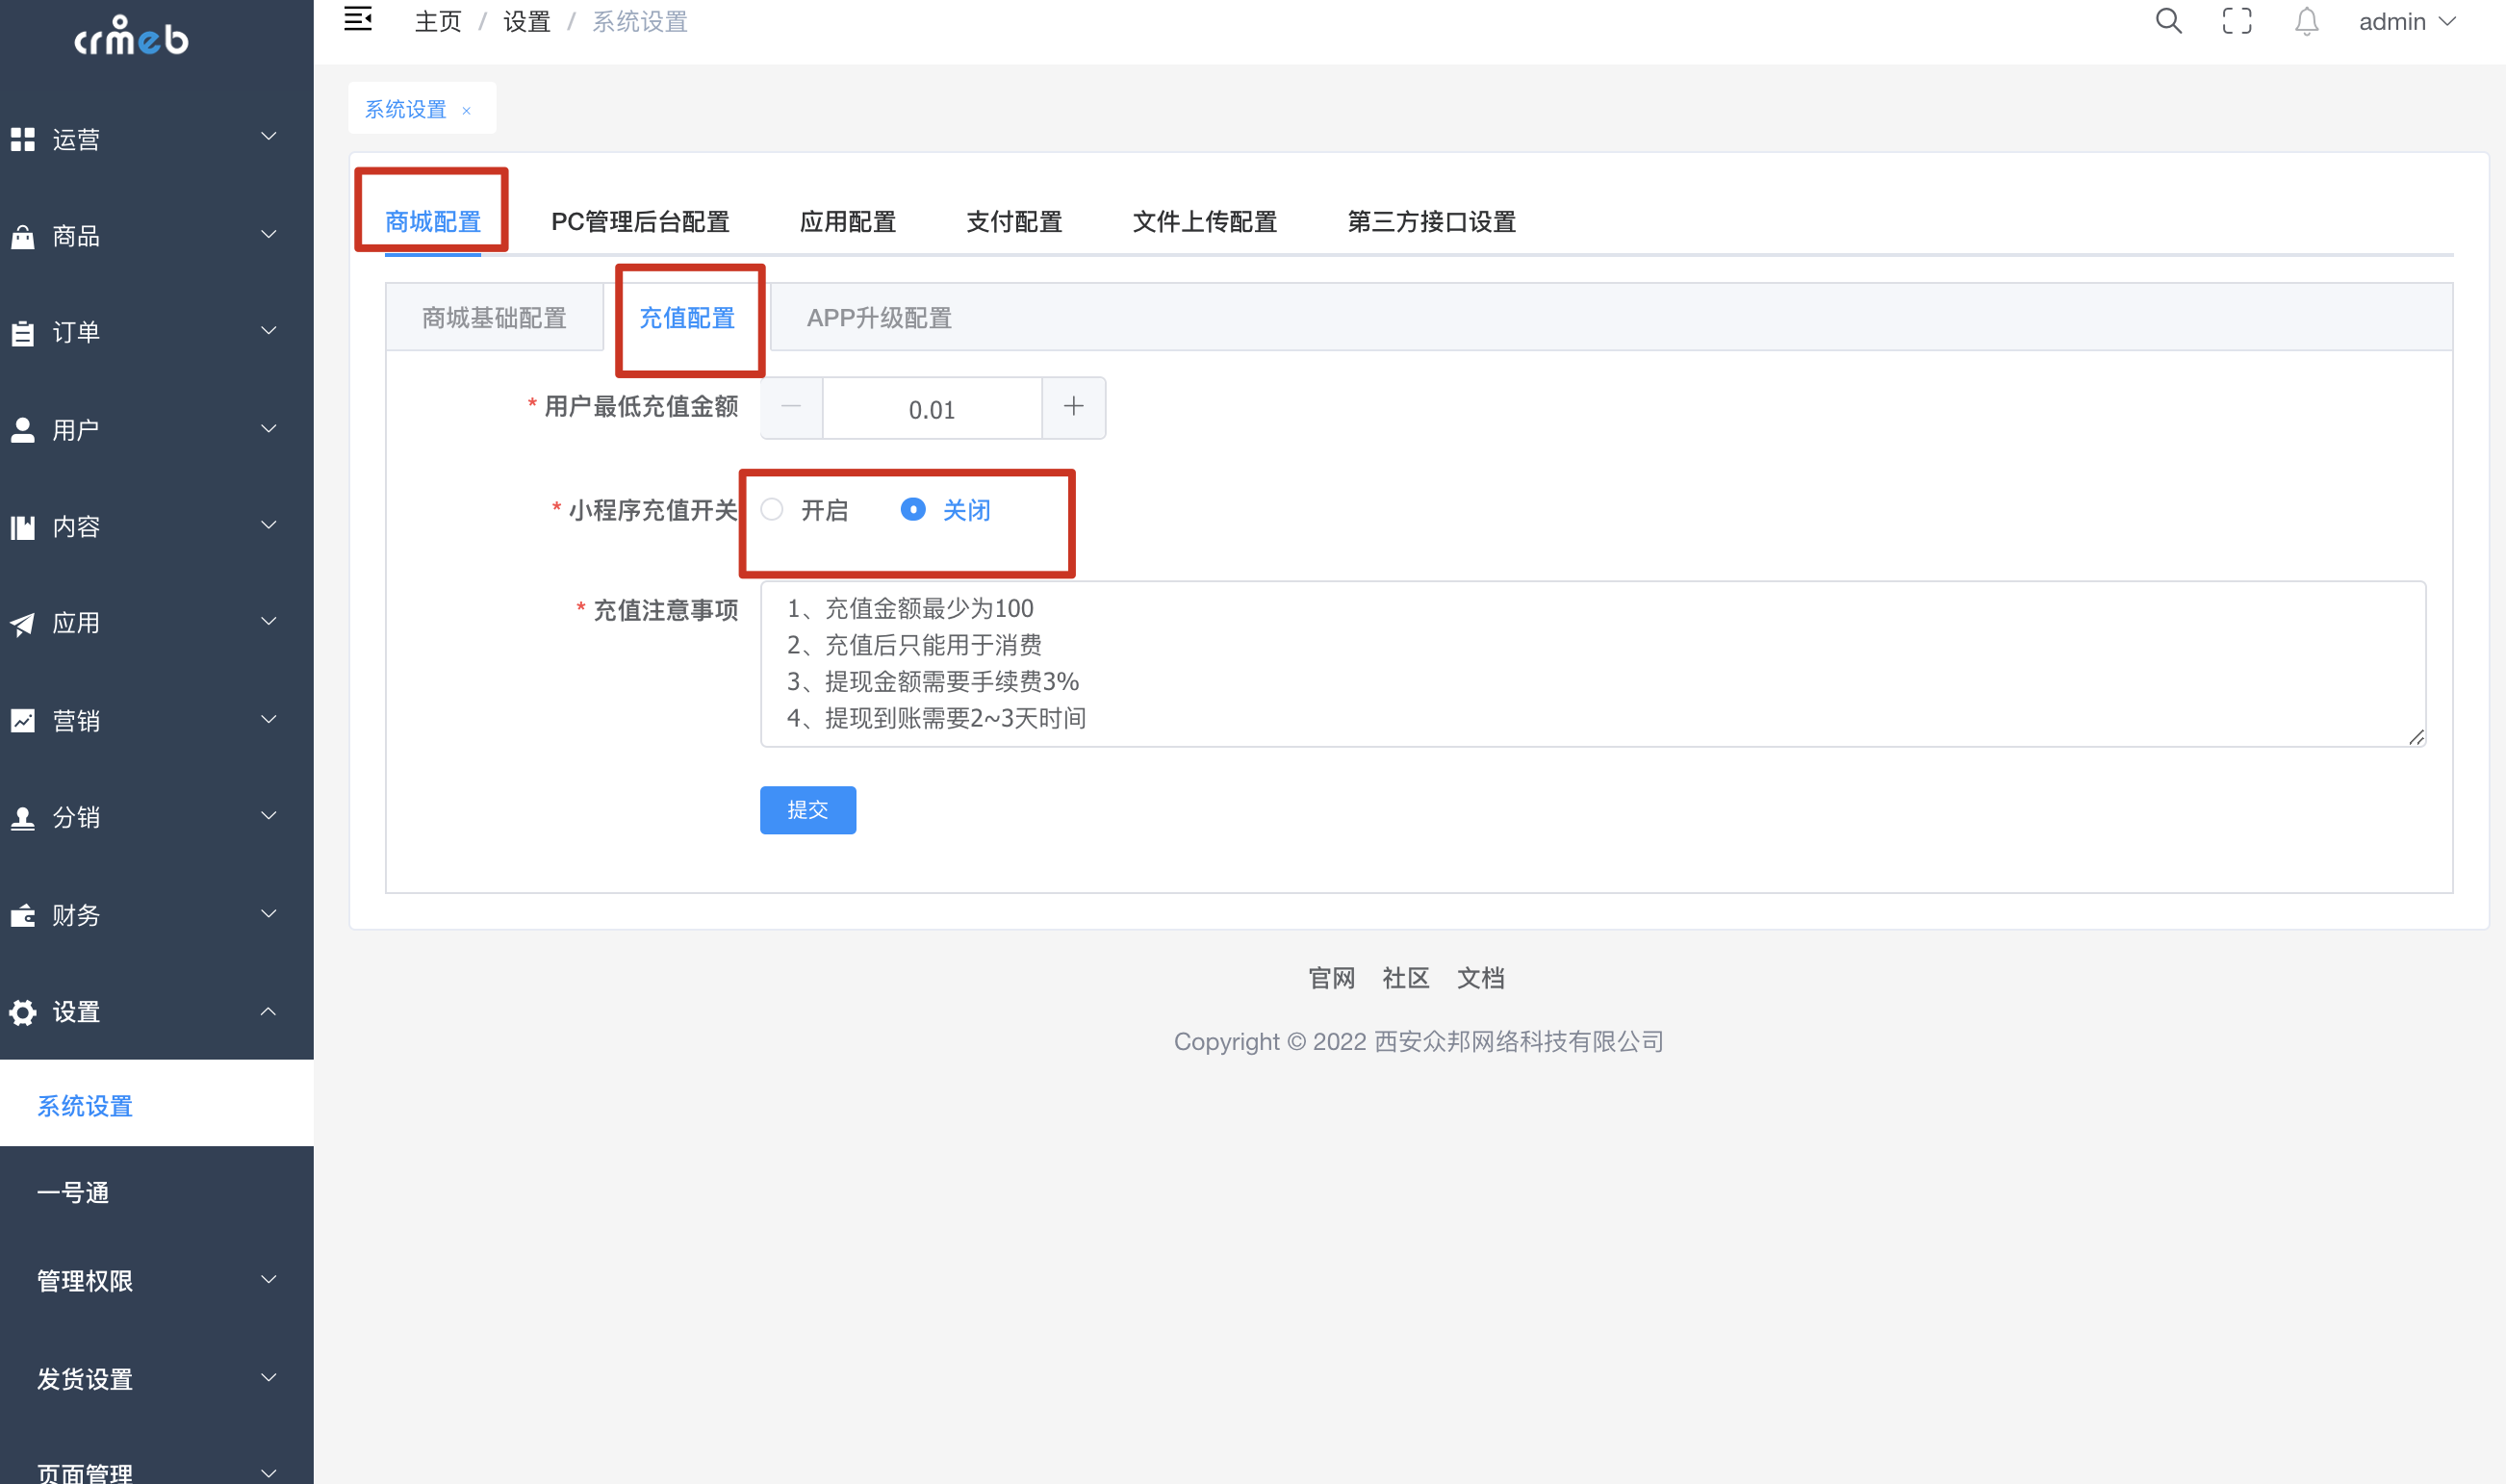 crmeb
主页 / 设置 / 系统设置
admin
系统设置 ×
运营
商品
订单
用户
内容
应用
营销
分销
财务
设置
系统设置
一号通
管理权限
发货设置
页面管理
商城配置 PC管理后台配置 应用配置 支付配置 文件上传配置 第三方接口设置
商城基础配置 充值配置 APP升级配置
* 用户最低充值金额 0.01
* 小程序充值开关 开启 关闭
* 充值注意事项
1、充值金额最少为100
2、充值后只能用于消费
3、提现金额需要手续费3%
4、提现到账需要2~3天时间
提交
官网 社区 文档
Copyright © 2022 西安众邦网络科技有限公司